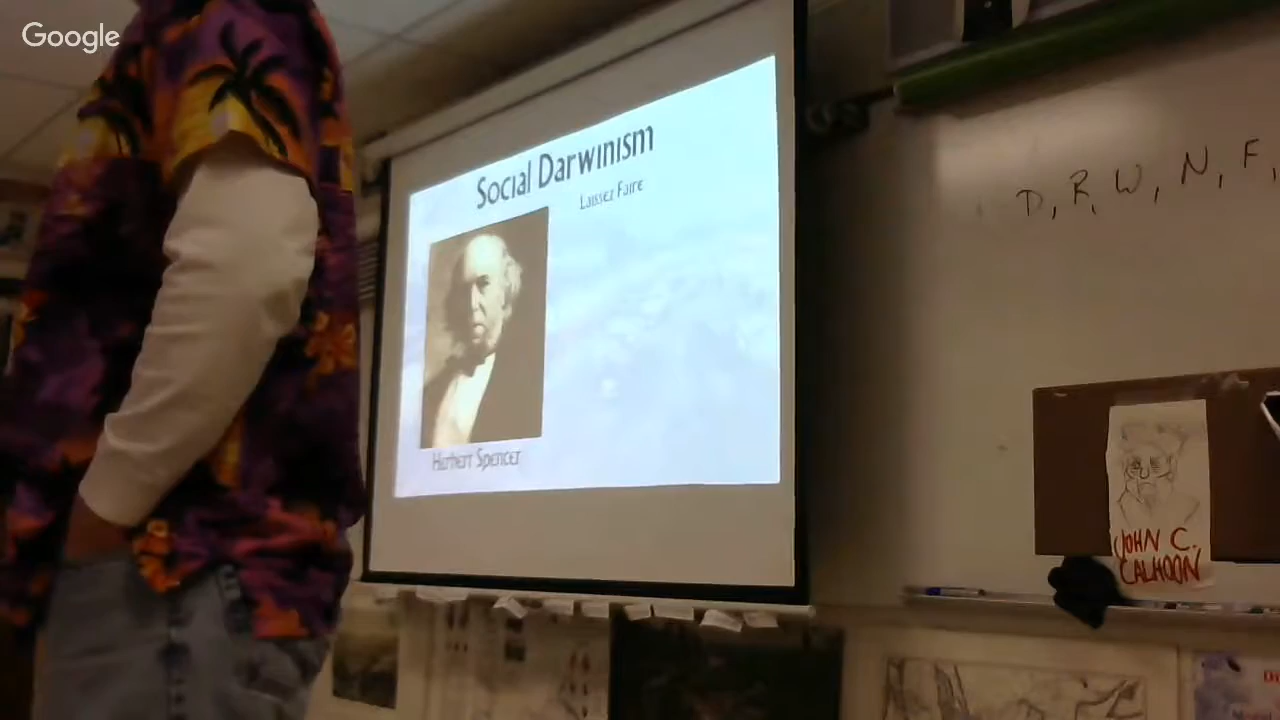 Google
Social Darwinism
Laissez Faire
Herbert Spencer
D, R, W, N, F,
JOHN C.
CALHOON